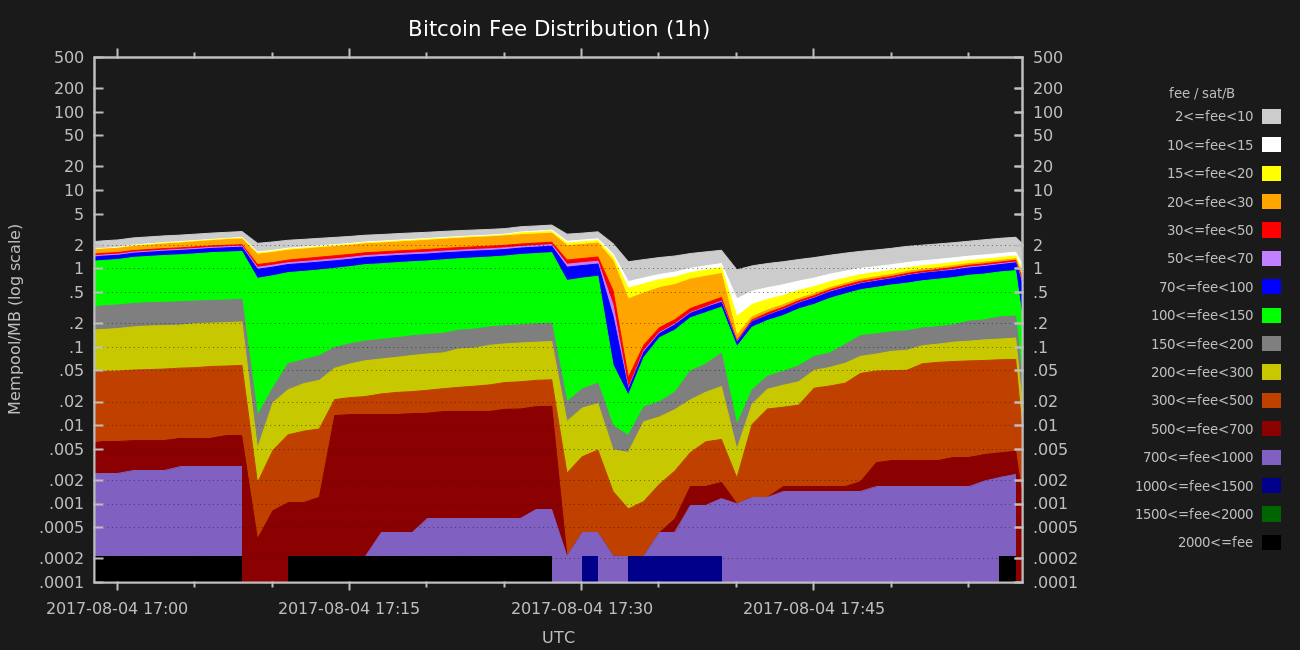 Bitcoin Fee Distribution (1h)
500 500
200 200
100 100
50 50
20 20
10 10
5 5
2 2
1 1
.5 .5
.2 .2
.1 .1
.05 .05
.02 .02
.01 .01
.005 .005
.002 .002
.001 .001
.0005 .0005
.0002 .0002
.0001 .0001
Mempool/MB (log scale)
2017-08-04 17:00 2017-08-04 17:15 2017-08-04 17:30 2017-08-04 17:45
UTC
fee / sat/B
2<=fee<10
10<=fee<15
15<=fee<20
20<=fee<30
30<=fee<50
50<=fee<70
70<=fee<100
100<=fee<150
150<=fee<200
200<=fee<300
300<=fee<500
500<=fee<700
700<=fee<1000
1000<=fee<1500
1500<=fee<2000
2000<=fee